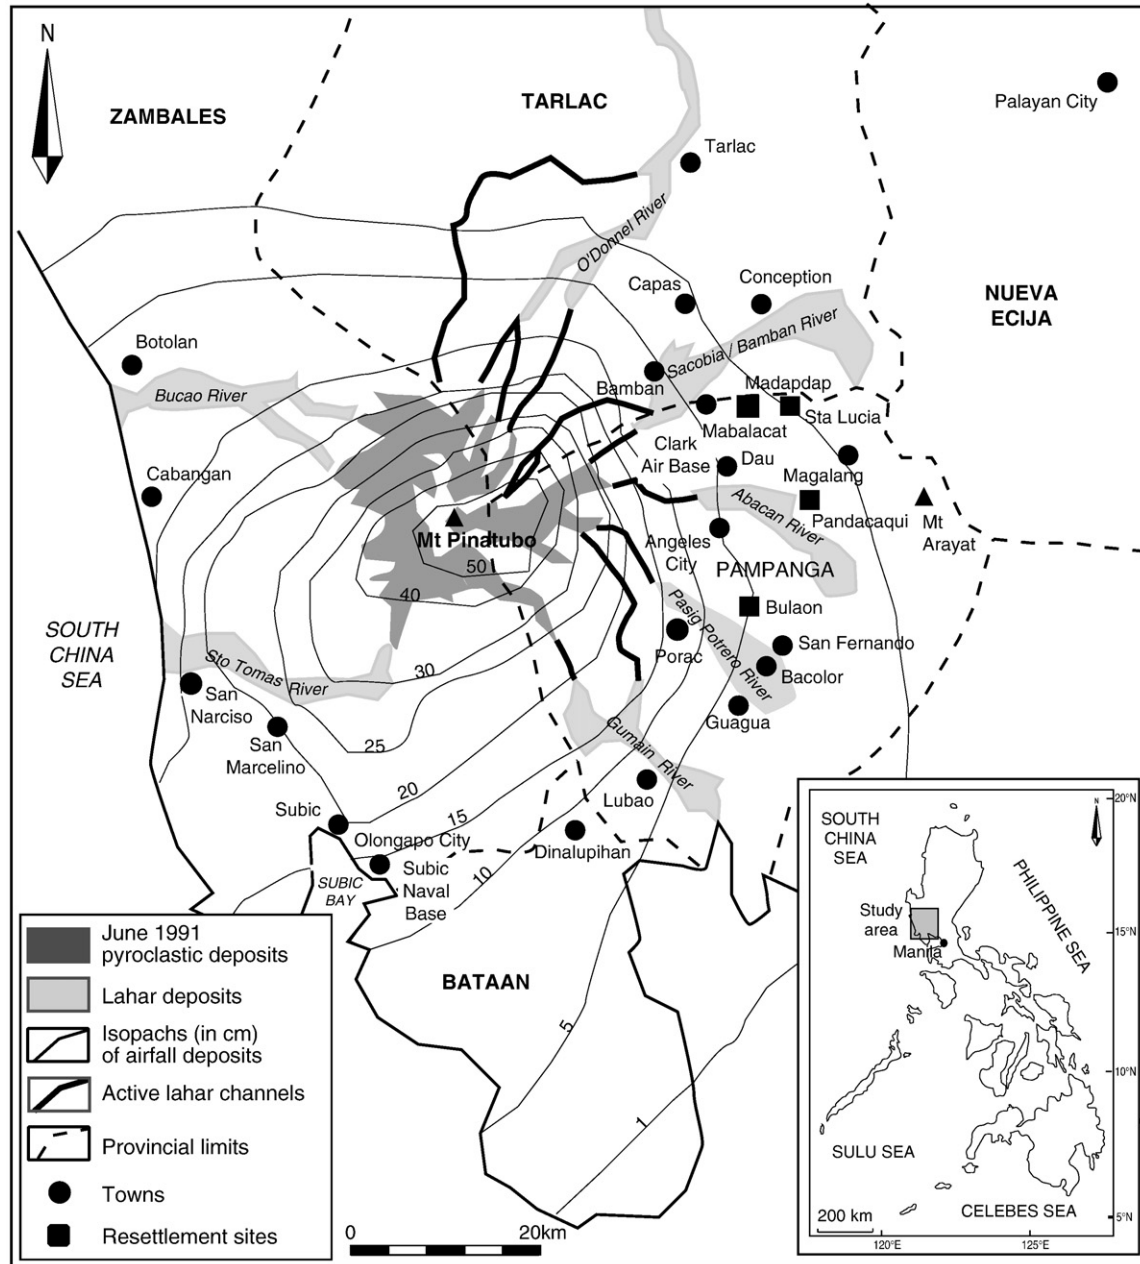 N
ZAMBALES
TARLAC
Palayan City
Tarlac
O'Donnel River
Capas
Conception
NUEVA
ECIJA
Botolan
Bucao River
Sacobia / Bamban River
Bamban
Madapdap
Sta Lucia
Mabalacat
Clark
Air Base
Dau
Cabangan
Magalang
Abacan River
Pandacaqui
Mt
Arayat
Mt Pinatubo
Angeles
City
50
PAMPANGA
40
Bulaon
SOUTH
CHINA
SEA
Pasig Potrero River
San Fernando
Sto Tomas River
Porac
Bacolor
30
San
Narciso
Guagua
San
Marcelino
25
Gumain River
20
Lubao
Subic
15
Olongapo City
Dinalupihan
10
SUBIC
BAY
Subic
Naval
Base
BATAAN
5
1
June 1991
pyroclastic deposits
Lahar deposits
Isopachs (in cm)
of airfall deposits
Active lahar channels
Provincial limits
Towns
Resettlement sites
0 20km
20°N
N
SOUTH
CHINA
SEA
PHILIPPINE SEA
Study
area
15°N
Manila
10°N
SULU SEA
CELEBES SEA
5°N
200 km
120°E
125°E